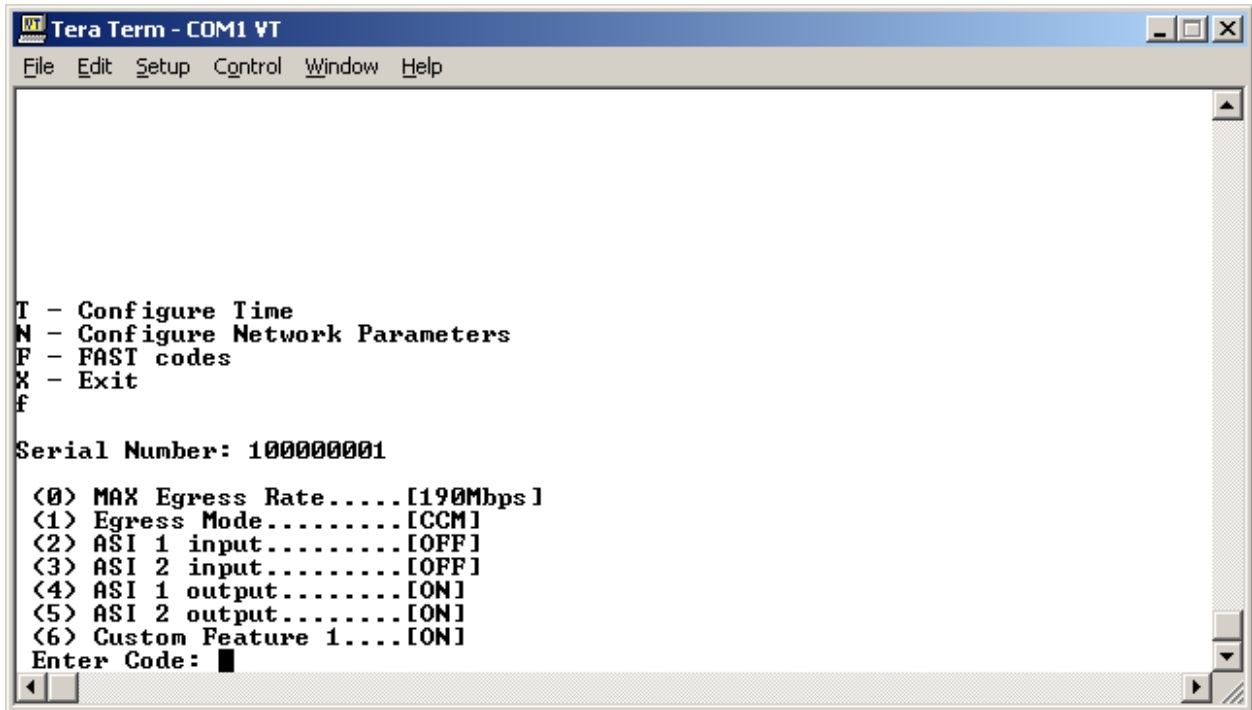 Tera Term - COM1 VT
File Edit Setup Control Window Help
T - Configure Time
N - Configure Network Parameters
F - FAST codes
X - Exit
f
Serial Number: 100000001
(0) MAX Egress Rate.....[190Mbps]
(1) Egress Mode.........[CCM]
(2) ASI 1 input.........[OFF]
(3) ASI 2 input.........[OFF]
(4) ASI 1 output........[ON]
(5) ASI 2 output........[ON]
(6) Custom Feature 1....[ON]
Enter Code: